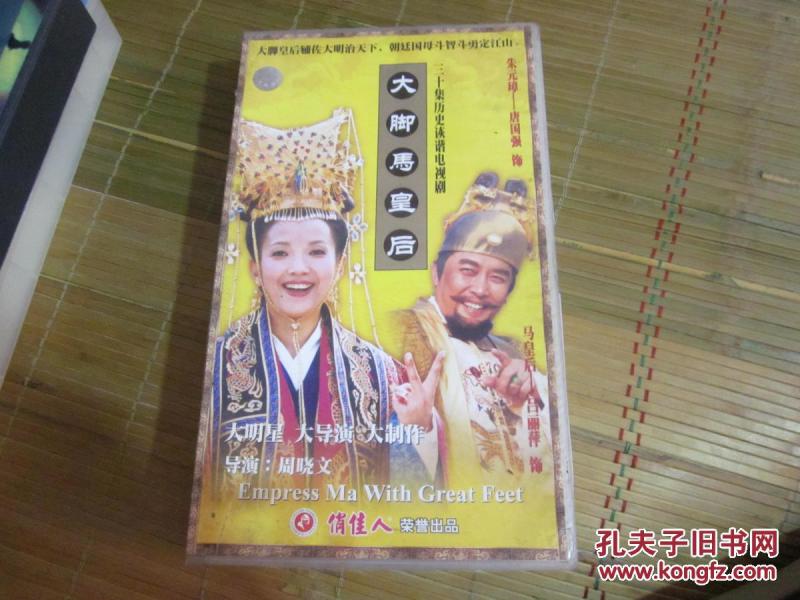 大脚皇后辅佐大明治天下，朝廷国母斗智斗勇定江山
三十集历史诙谐电视剧
大脚馬皇后
朱元璋——唐国强 饰
马皇后
丽萍 饰
大明星 大导演 大制作
导演：周晓文
Empress Ma With Great Feet
俏佳人 荣誉出品
孔夫子旧书网
www.kongfz.com